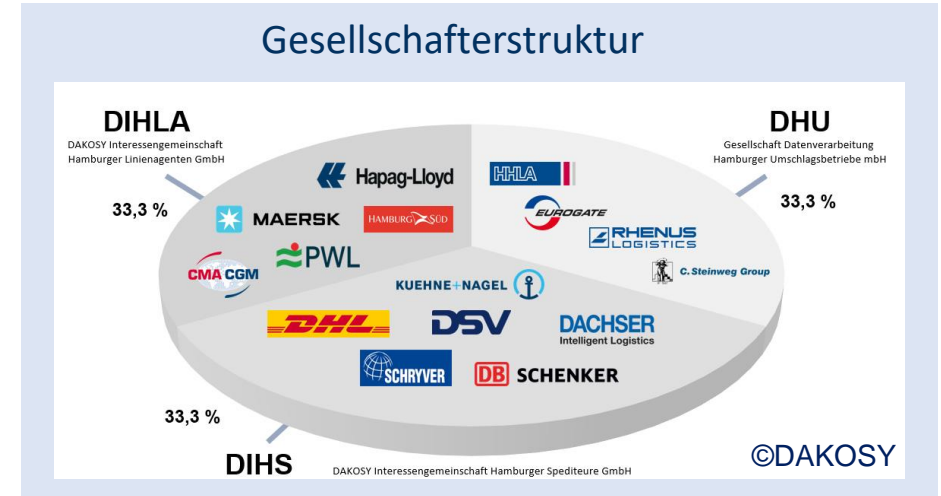 Gesellschafterstruktur
DIHLA
DAKOSY Interessengemeinschaft
Hamburger Linienagenten GmbH
33,3 %
DHU
Gesellschaft Datenverarbeitung
Hamburger Umschlagsbetriebe mbH
33,3 %
Hapag-Lloyd
HHLA
MAERSK
HAMBURG SÜD
EUROGATE
RHENUS
LOGISTICS
PWL
CMA CGM
C. Steinweg Group
KUEHNE+NAGEL
DHL
DSV
DACHSER
Intelligent Logistics
SCHRYVER
DB SCHENKER
33,3 %
DIHS
DAKOSY Interessengemeinschaft Hamburger Spediteure GmbH
©DAKOSY